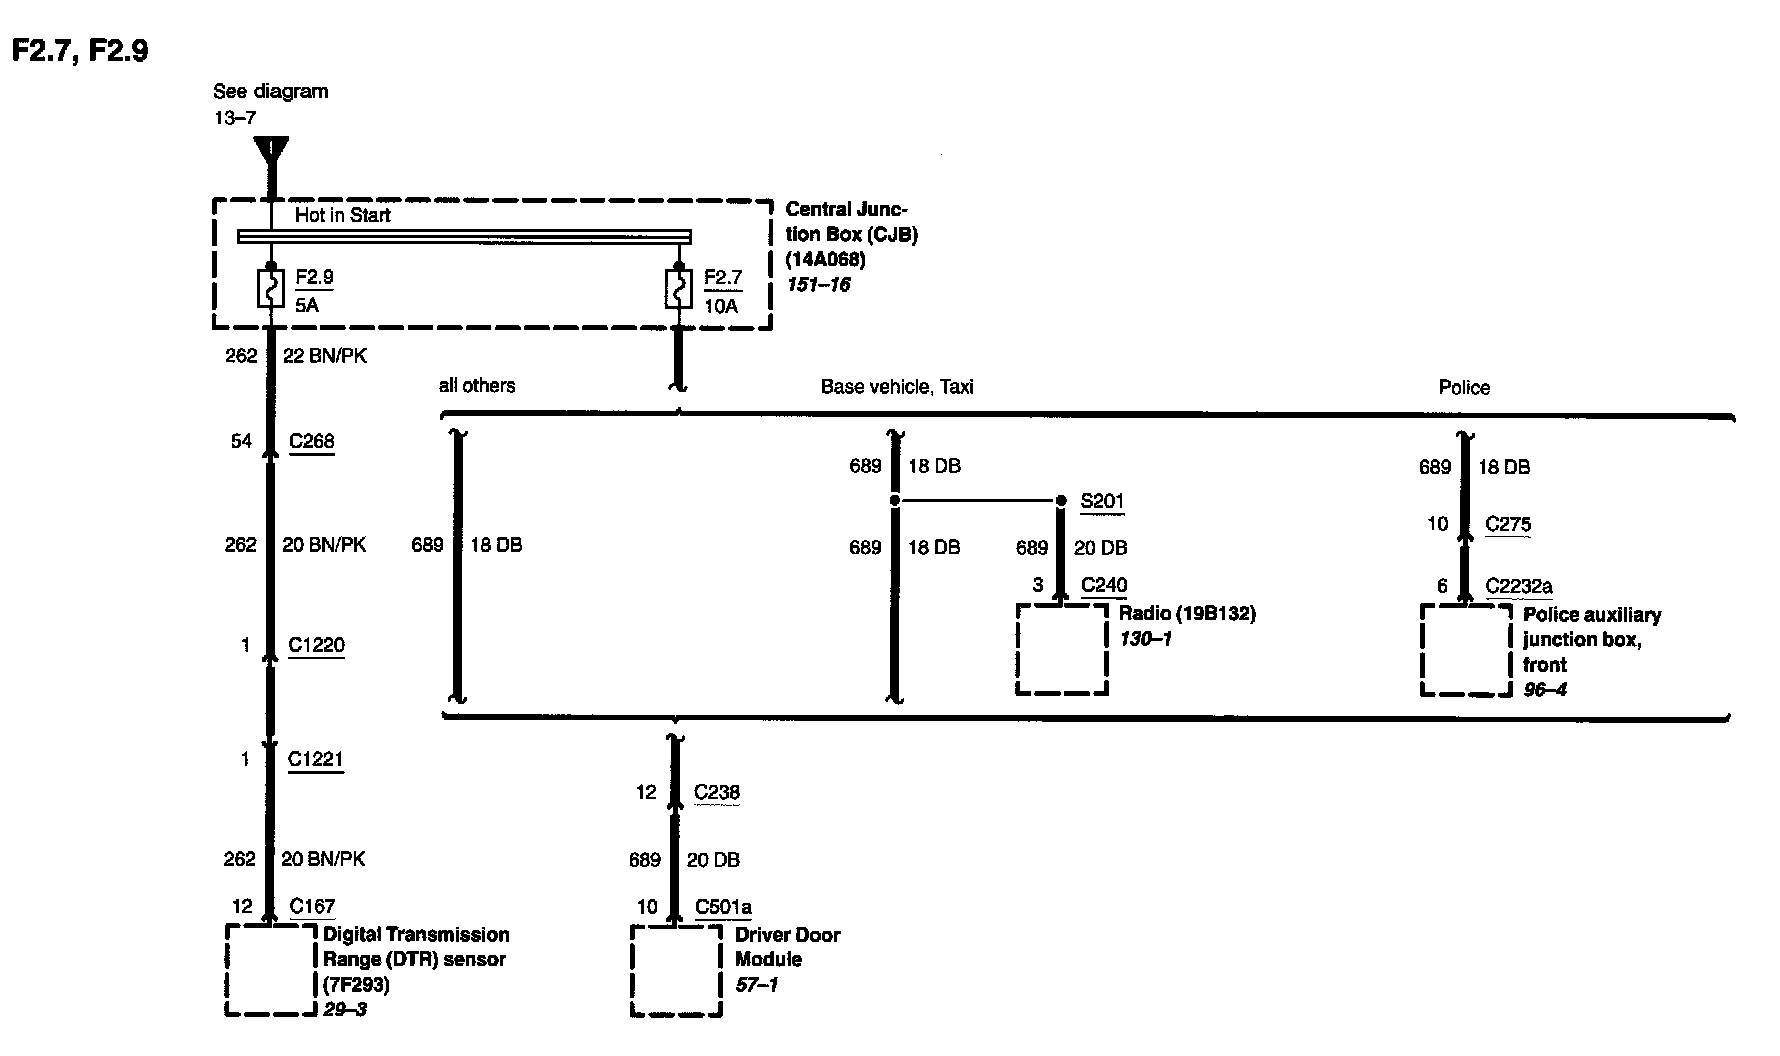 F2.7, F2.9
See diagram
13–7
Hot in Start
Central Junc-
tion Box (CJB)
(14A068)
151–16
F2.9
5A
F2.7
10A
262 22 BN/PK
all others
Base vehicle, Taxi
Police
54 C268
689 18 DB
689 18 DB
S201
10 C275
262 20 BN/PK
689 18 DB
689 18 DB
689 20 DB
3 C240
6 C2232a
Radio (19B132)
130–1
Police auxiliary
junction box,
front
96–4
1 C1220
1 C1221
12 C238
262 20 BN/PK
689 20 DB
12 C167
10 C501a
Digital Transmission
Range (DTR) sensor
(7F293)
29–3
Driver Door
Module
57–1